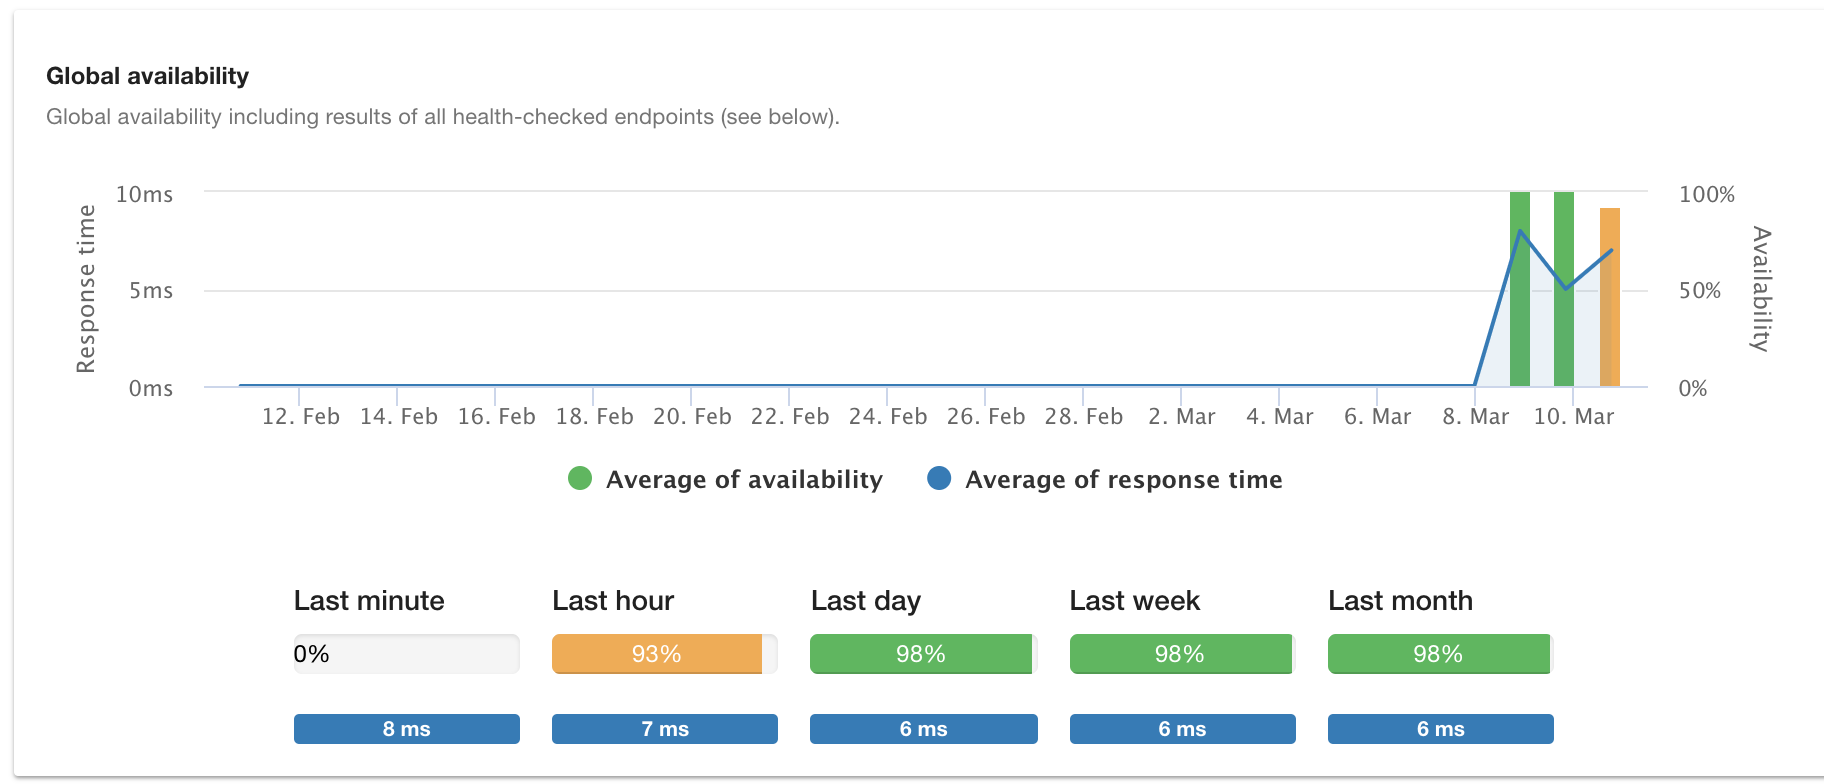 Global availability
Global availability including results of all health-checked endpoints (see below).
Response time
10ms
5ms
0ms
100%
50%
0%
Availability
12. Feb 14. Feb 16. Feb 18. Feb 20. Feb 22. Feb 24. Feb 26. Feb 28. Feb 2. Mar 4. Mar 6. Mar 8. Mar 10. Mar
Average of availability Average of response time
Last minute Last hour Last day Last week Last month
0% 93% 98% 98% 98%
8 ms 7 ms 6 ms 6 ms 6 ms